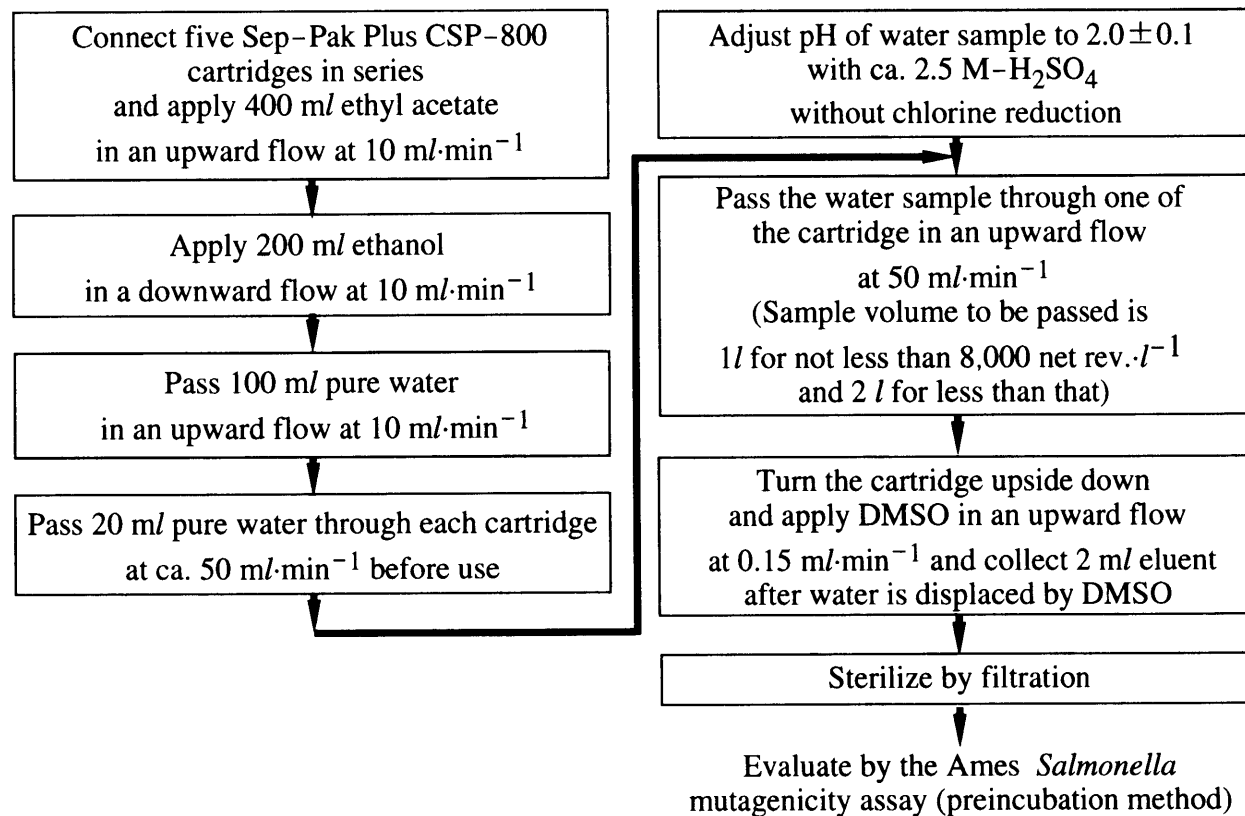 Connect five Sep-Pak Plus CSP-800
cartridges in series
and apply 400 ml ethyl acetate
in an upward flow at 10 ml·min⁻¹
Apply 200 ml ethanol
in a downward flow at 10 ml·min⁻¹
Pass 100 ml pure water
in an upward flow at 10 ml·min⁻¹
Pass 20 ml pure water through each cartridge
at ca. 50 ml·min⁻¹ before use
Adjust pH of water sample to 2.0±0.1
with ca. 2.5 M-H₂SO₄
without chlorine reduction
Pass the water sample through one of
the cartridge in an upward flow
at 50 ml·min⁻¹
(Sample volume to be passed is
1l for not less than 8,000 net rev.·l⁻¹
and 2 l for less than that)
Turn the cartridge upside down
and apply DMSO in an upward flow
at 0.15 ml·min⁻¹ and collect 2 ml eluent
after water is displaced by DMSO
Sterilize by filtration
Evaluate by the Ames Salmonella
mutagenicity assay (preincubation method)